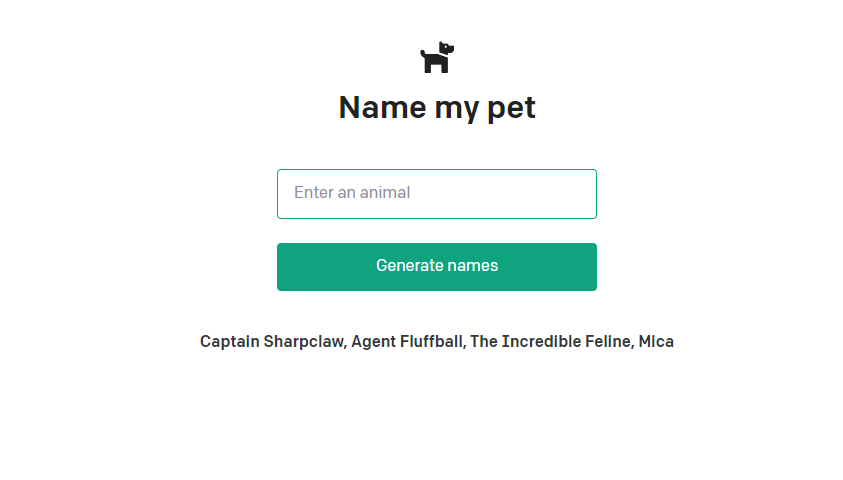 Name my pet
Enter an animal
Generate names
Captain Sharpclaw, Agent Fluffball, The Incredible Feline, Mica